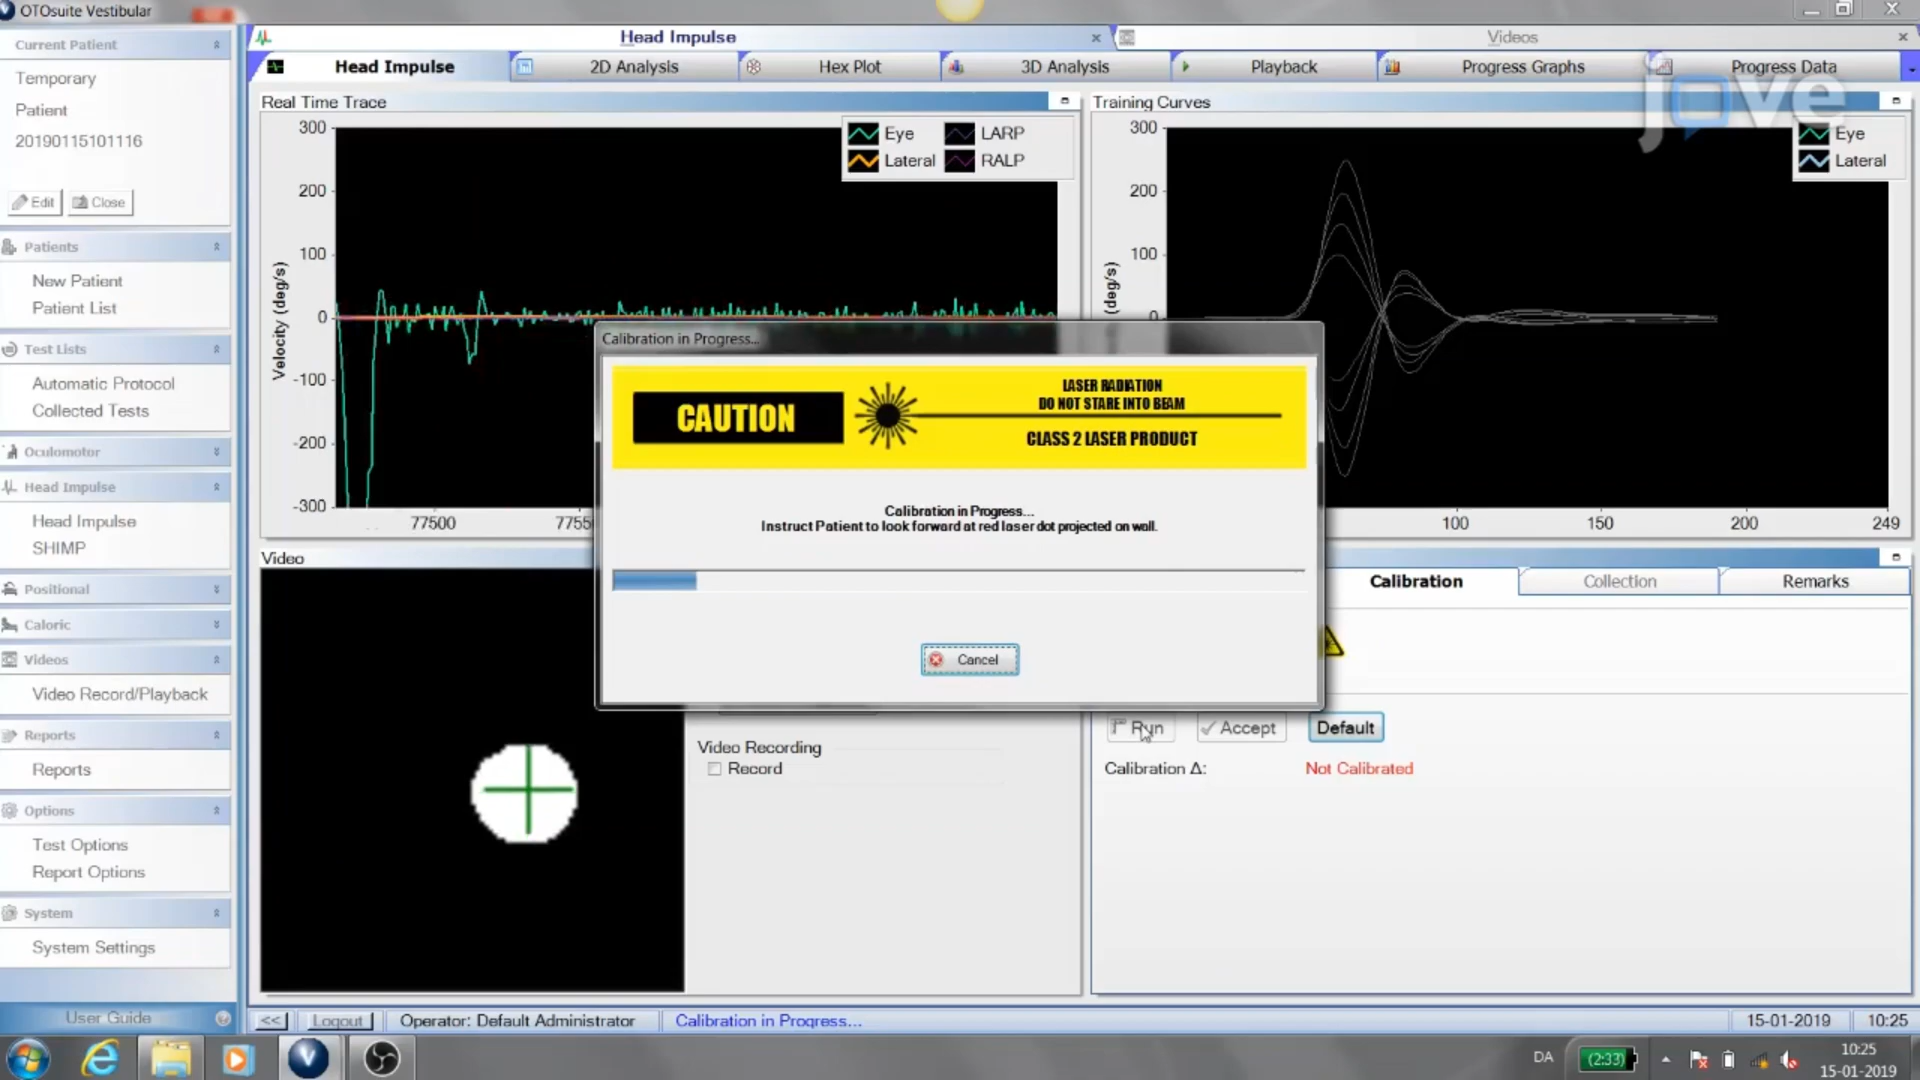 OTOsuite Vestibular
Current Patient
Temporary
Patient
20190115101116
Edit
Close
Patients
New Patient
Patient List
Test Lists
Automatic Protocol
Collected Tests
Oculomotor
Head Impulse
Head Impulse
SHIMP
Positional
Caloric
Videos
Video Record/Playback
Reports
Reports
Options
Test Options
Report Options
System
System Settings
User Guide
Head Impulse
Videos
Head Impulse
2D Analysis
Hex Plot
3D Analysis
Playback
Progress Graphs
Progress Data
jove
Real Time Trace
Eye
LARP
Lateral
RALP
Velocity (deg/s)
300
200
100
0
-100
-200
-300
77500
Training Curves
Eye
Lateral
(deg/s)
300
200
100
100
150
200
249
Calibration in Progress...
CAUTION
LASER RADIATION
DO NOT STARE INTO BEAM
CLASS 2 LASER PRODUCT
Calibration in Progress...
Instruct Patient to look forward at red laser dot projected on wall.
Cancel
Video
Video Recording
Record
Calibration
Collection
Remarks
Run
Accept
Default
Calibration Δ:
Not Calibrated
<<
Logout
Operator: Default Administrator
Calibration in Progress...
15-01-2019
10:25
DA
(2:33)
10:25
15-01-2019